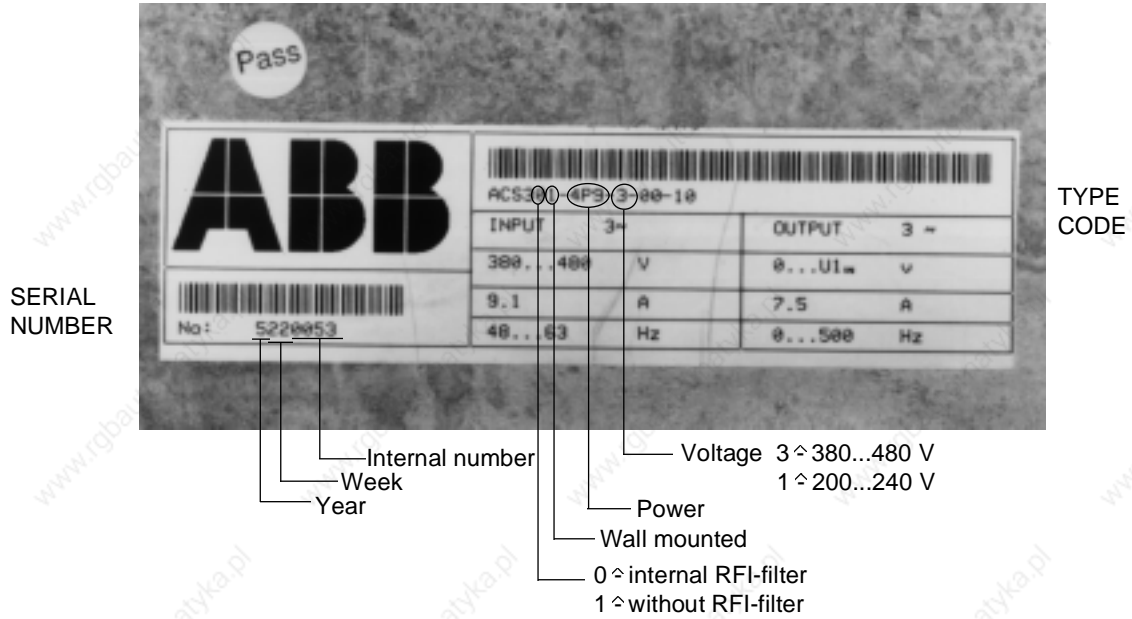 Pass
ABB
ACS301-4P9-3-00-10
INPUT 3~
OUTPUT 3 ~
380...480 V
0...U1IN V
9.1 A
7.5 A
48...63 Hz
0...500 Hz
No: 5220053
TYPE
CODE
SERIAL
NUMBER
Internal number
Week
Year
Voltage 3 ≙ 380...480 V
1 ≙ 200...240 V
Power
Wall mounted
0 ≙ internal RFI-filter
1 ≙ without RFI-filter